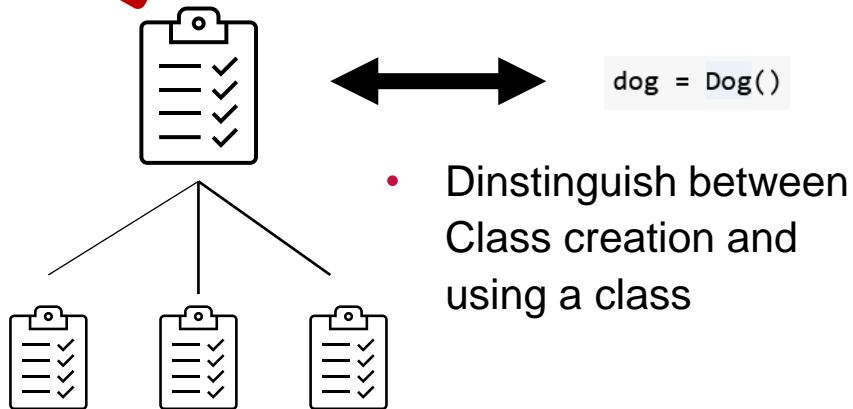 dog = Dog()
• Dinstinguish between
Class creation and
using a class